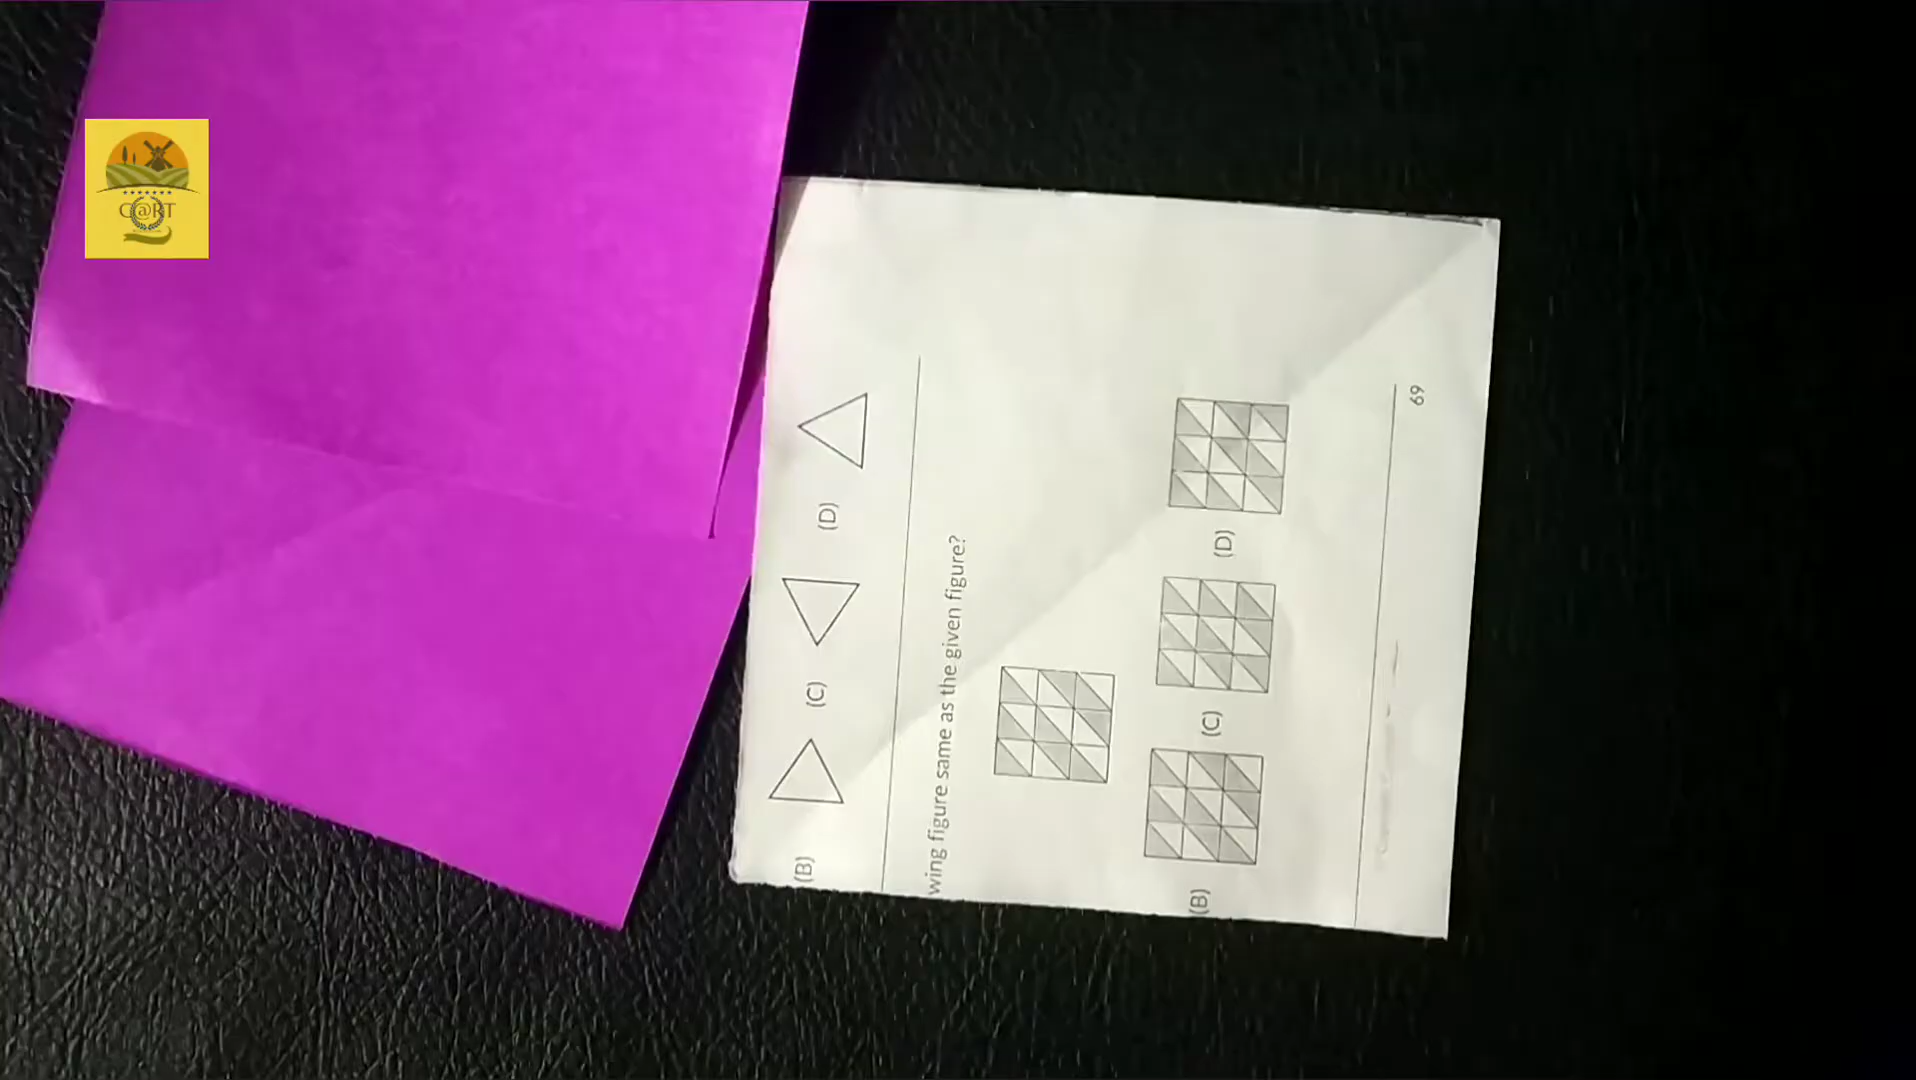 C@RT
(B) (C) (D)
wing figure same as the given figure?
(B) (C) (D)
69